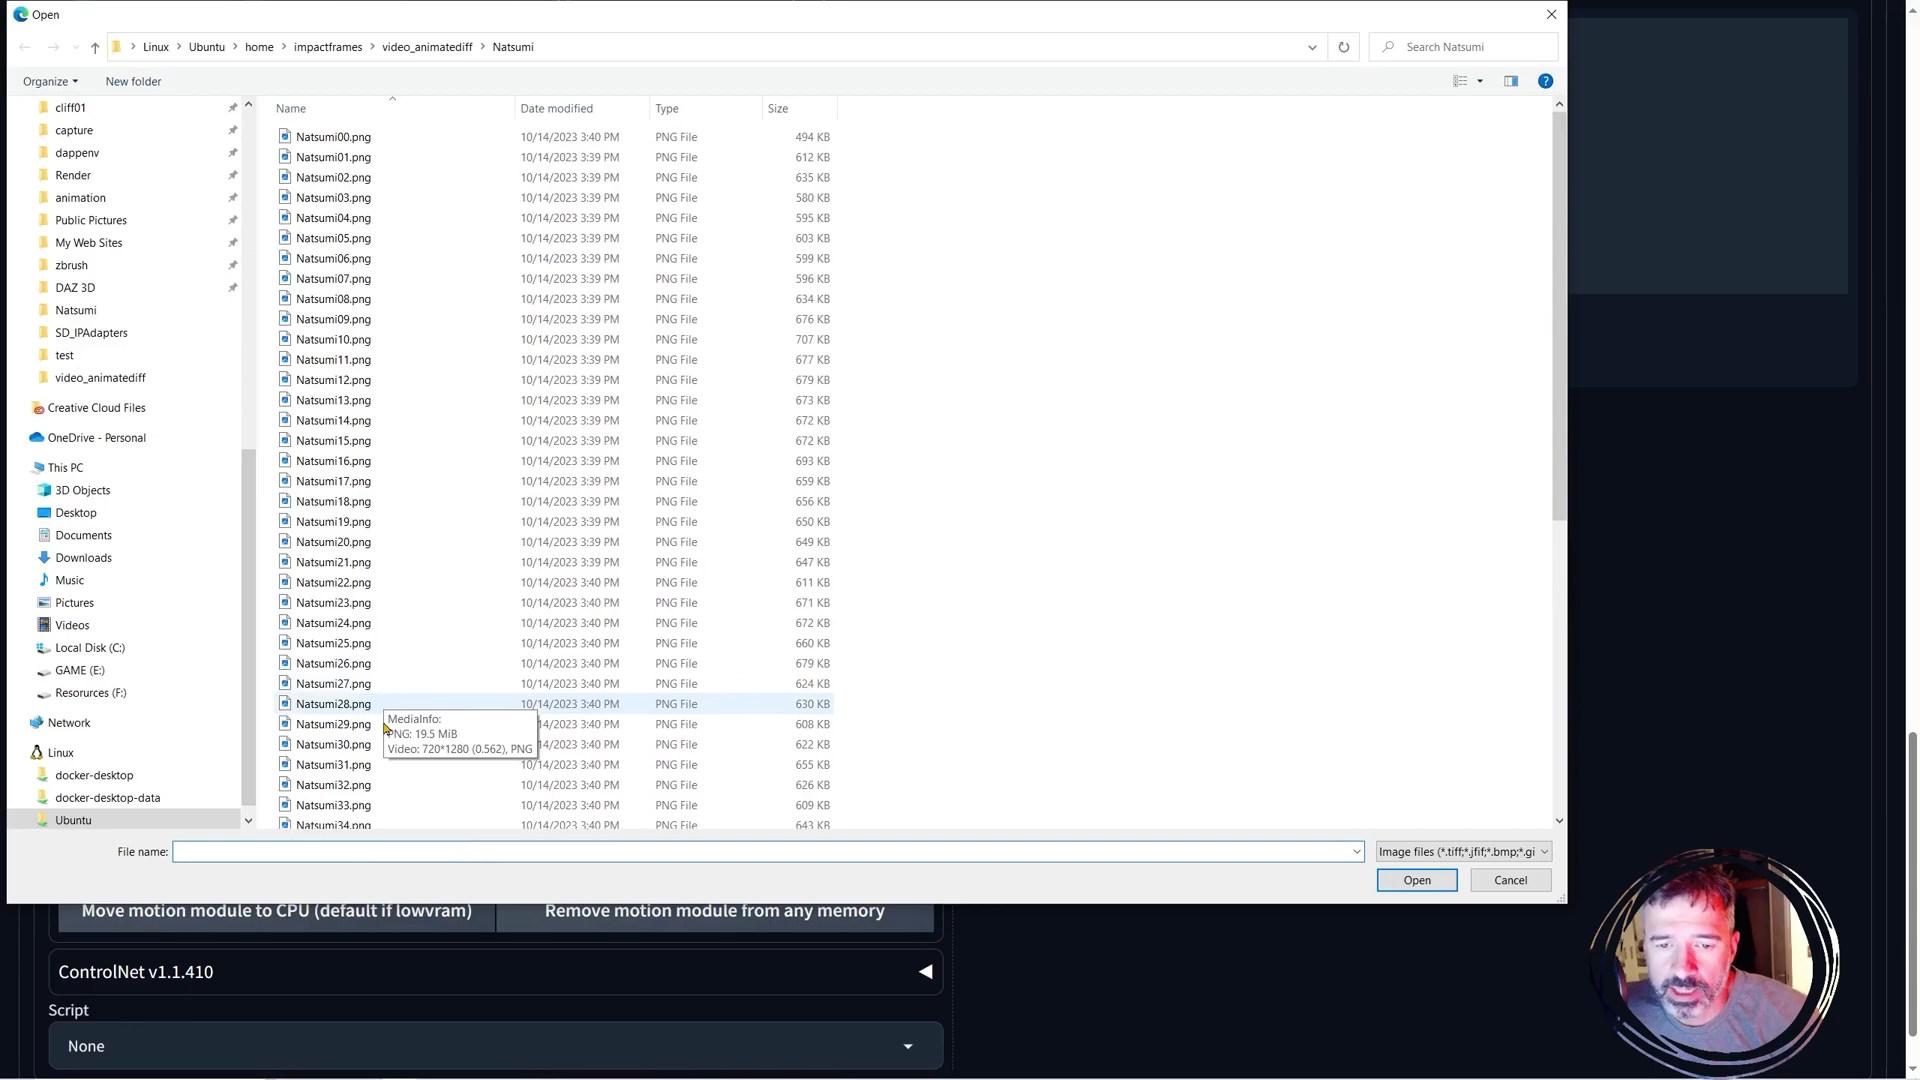 Open
Linux > Ubuntu > home > impactframes > video_animatediff > Natsumi
Search Natsumi
Organize
New folder
Name Date modified Type Size
cliff01
capture
dappenv
Render
animation
Public Pictures
My Web Sites
zbrush
DAZ 3D
Natsumi
SD_IPAdapters
test
video_animatediff
Creative Cloud Files
OneDrive - Personal
This PC
3D Objects
Desktop
Documents
Downloads
Music
Pictures
Videos
Local Disk (C:)
GAME (E:)
Resorurces (F:)
Network
Linux
docker-desktop
docker-desktop-data
Ubuntu
Natsumi00.png 10/14/2023 3:40 PM PNG File 494 KB
Natsumi01.png 10/14/2023 3:39 PM PNG File 612 KB
Natsumi02.png 10/14/2023 3:39 PM PNG File 635 KB
Natsumi03.png 10/14/2023 3:39 PM PNG File 580 KB
Natsumi04.png 10/14/2023 3:39 PM PNG File 595 KB
Natsumi05.png 10/14/2023 3:39 PM PNG File 603 KB
Natsumi06.png 10/14/2023 3:39 PM PNG File 599 KB
Natsumi07.png 10/14/2023 3:39 PM PNG File 596 KB
Natsumi08.png 10/14/2023 3:39 PM PNG File 634 KB
Natsumi09.png 10/14/2023 3:39 PM PNG File 676 KB
Natsumi10.png 10/14/2023 3:39 PM PNG File 707 KB
Natsumi11.png 10/14/2023 3:39 PM PNG File 677 KB
Natsumi12.png 10/14/2023 3:39 PM PNG File 679 KB
Natsumi13.png 10/14/2023 3:39 PM PNG File 673 KB
Natsumi14.png 10/14/2023 3:39 PM PNG File 672 KB
Natsumi15.png 10/14/2023 3:39 PM PNG File 672 KB
Natsumi16.png 10/14/2023 3:39 PM PNG File 693 KB
Natsumi17.png 10/14/2023 3:39 PM PNG File 659 KB
Natsumi18.png 10/14/2023 3:39 PM PNG File 656 KB
Natsumi19.png 10/14/2023 3:39 PM PNG File 650 KB
Natsumi20.png 10/14/2023 3:39 PM PNG File 649 KB
Natsumi21.png 10/14/2023 3:39 PM PNG File 647 KB
Natsumi22.png 10/14/2023 3:40 PM PNG File 611 KB
Natsumi23.png 10/14/2023 3:40 PM PNG File 671 KB
Natsumi24.png 10/14/2023 3:40 PM PNG File 672 KB
Natsumi25.png 10/14/2023 3:40 PM PNG File 660 KB
Natsumi26.png 10/14/2023 3:40 PM PNG File 679 KB
Natsumi27.png 10/14/2023 3:40 PM PNG File 624 KB
Natsumi28.png 10/14/2023 3:40 PM PNG File 630 KB
Natsumi29.png 14/2023 3:40 PM PNG File 608 KB
Natsumi30.png 14/2023 3:40 PM PNG File 622 KB
Natsumi31.png 10/14/2023 3:40 PM PNG File 655 KB
Natsumi32.png 10/14/2023 3:40 PM PNG File 626 KB
Natsumi33.png 10/14/2023 3:40 PM PNG File 609 KB
Natsumi34.png 10/14/2023 3:40 PM PNG File 643 KB
MediaInfo:
PNG: 19.5 MiB
Video: 720*1280 (0.562), PNG
File name:
Image files (*.tiff;*.jfif;*.bmp;*.gi
Open
Cancel
Move motion module to CPU (default if lowvram)
Remove motion module from any memory
ControlNet v1.1.410
Script
None